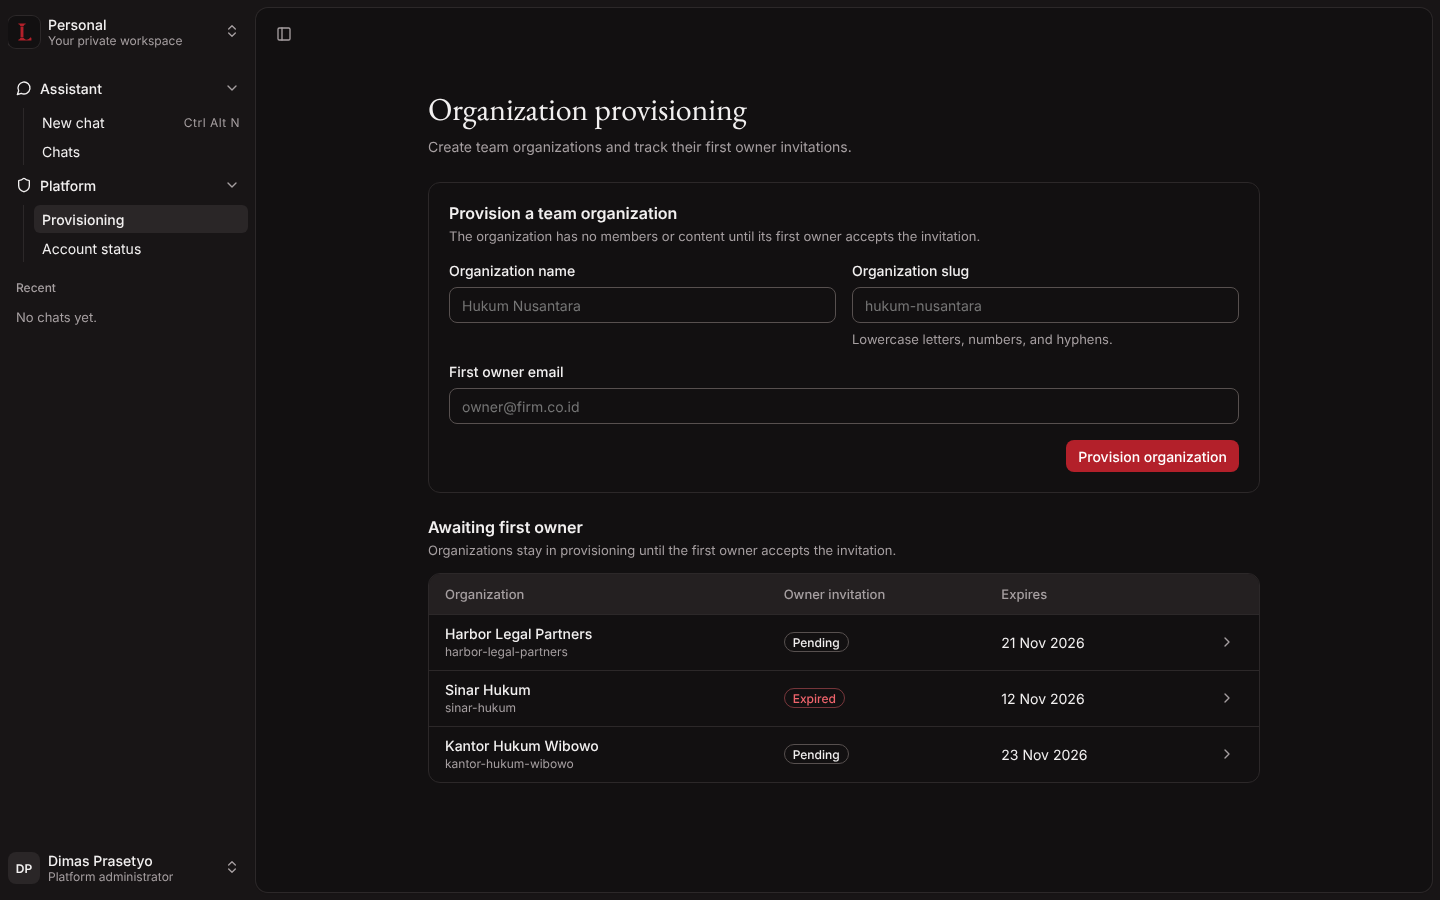 L
Personal
Your private workspace
Assistant
New chat Ctrl Alt N
Chats
Platform
Provisioning
Account status
Recent
No chats yet.
DP
Dimas Prasetyo
Platform administrator
Organization provisioning
Create team organizations and track their first owner invitations.
Provision a team organization
The organization has no members or content until its first owner accepts the invitation.
Organization name Organization slug
Hukum Nusantara hukum-nusantara
Lowercase letters, numbers, and hyphens.
First owner email
owner@firm.co.id
Provision organization
Awaiting first owner
Organizations stay in provisioning until the first owner accepts the invitation.
Organization Owner invitation Expires
Harbor Legal Partners
harbor-legal-partners
Pending 21 Nov 2026
Sinar Hukum
sinar-hukum
Expired 12 Nov 2026
Kantor Hukum Wibowo
kantor-hukum-wibowo
Pending 23 Nov 2026